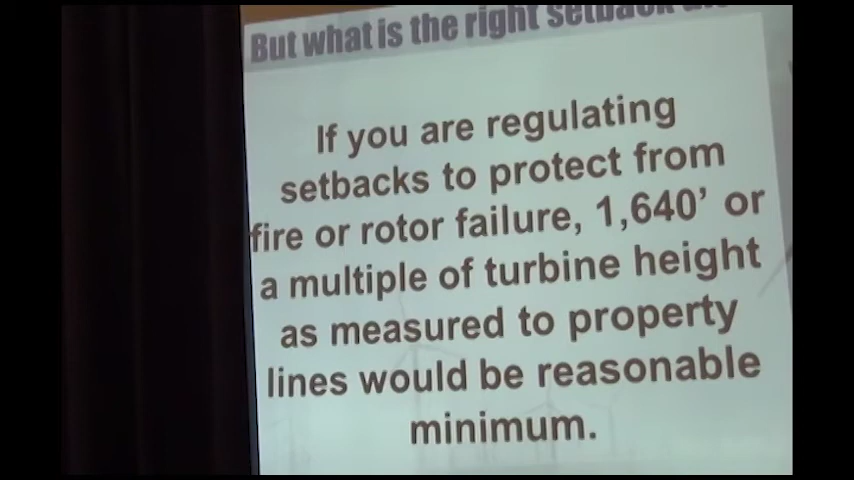 But what is the right setback
If you are regulating
setbacks to protect from
fire or rotor failure, 1,640’ or
a multiple of turbine height
as measured to property
lines would be reasonable
minimum.